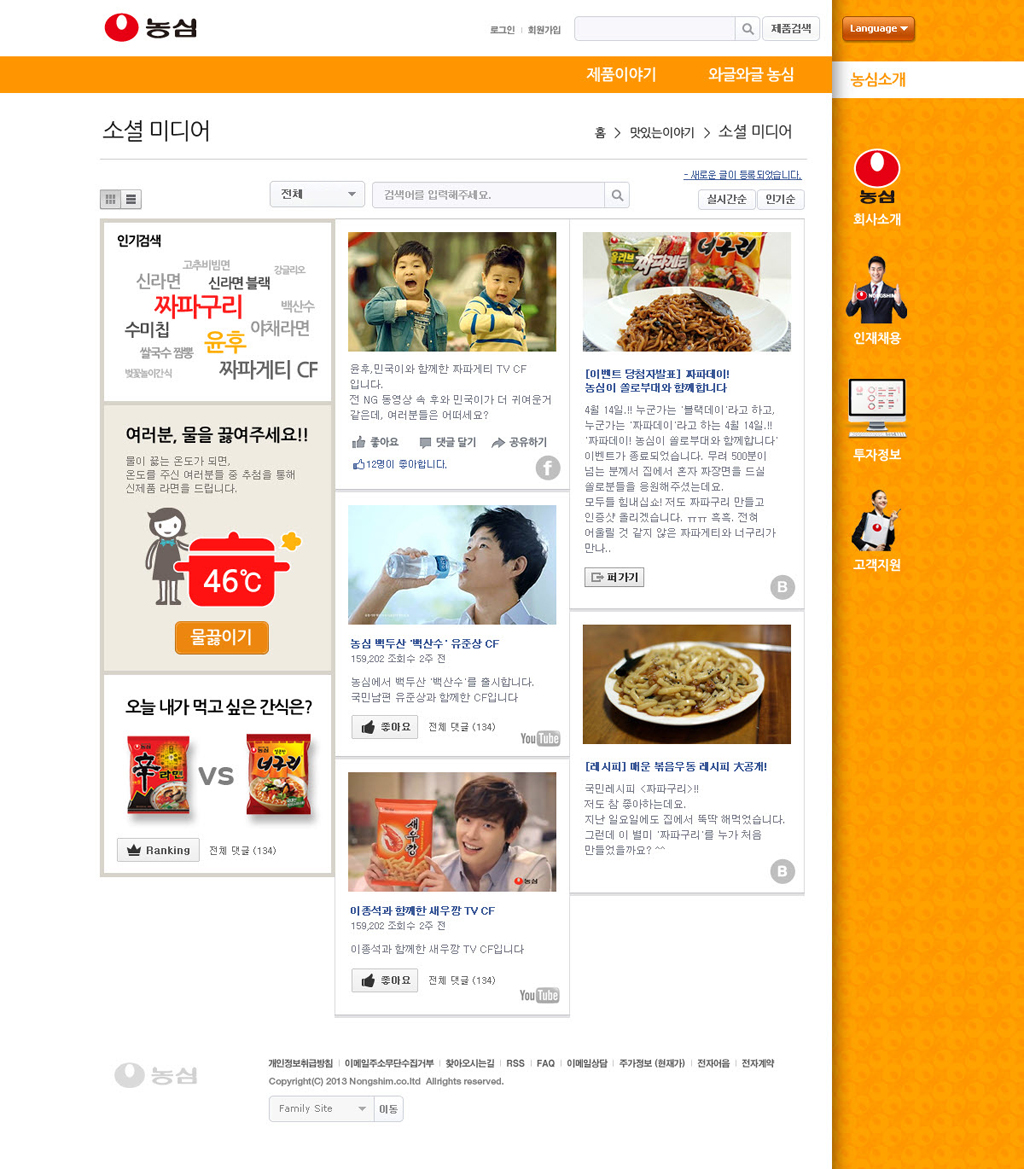 농심
로그인
회원가입
제품검색
Language
제품이야기
와글와글 농심
농심소개
소셜 미디어
홈 > 맛있는이야기 > 소셜 미디어
- 새로운 글이 등록되었습니다.
전체
검색어를 입력해주세요.
실시간순
인기순
인기검색
고추비빔면
강글리오
신라면
신라면 블랙
짜파구리
백산수
수미칩
윤후
야채라면
쌀국수 짬뽕
짜파게티 CF
벚꽃놀이간식
여러분, 물을 끓여주세요!!
물이 끓는 온도가 되면,
온도를 주신 여러분들 중 추첨을 통해
신제품 라면을 드립니다.
46℃
물끓이기
오늘 내가 먹고 싶은 간식은?
농심
辛
라면
vs
농심
너구리
Ranking
전체 댓글 (134)
윤후,민국이와 함께한 짜파게티 TV CF
입니다.
전 NG 동영상 속 후와 민국이가 더 귀여운거
같은데, 여러분들은 어떠세요?
좋아요
댓글 달기
공유하기
12명이 좋아합니다.
f
농심 백두산 '백산수' 유준상 CF
159,202 조회수 2주 전
농심에서 백두산 '백산수'를 출시합니다.
국민남편 유준상과 함께한 CF입니다
좋아요
전체 댓글 (134)
YouTube
새우깡
농심
이종석과 함께한 새우깡 TV CF
159,202 조회수 2주 전
이종석과 함께한 새우깡 TV CF입니다
좋아요
전체 댓글 (134)
YouTube
올리브
짜파게티
너구리
[이벤트 당첨자발표] 짜파데이!
농심이 쏠로부대와 함께합니다
4월 14일.!! 누군가는 '블랙데이'라고 하고,
누군가는 '짜파데이'라고 하는 4월 14일.!!
'짜파데이! 농심이 쏠로부대와 함께합니다'
이벤트가 종료되었습니다. 무려 500분이
넘는 분께서 집에서 혼자 짜장면을 드실
쏠로분들을 응원해주셨는데요.
모두들 힘내십쇼! 저도 짜파구리 만들고
인증샷 올리겠습니다. ㅠㅠ 흑흑. 전혀
어울릴 것 같지 않은 짜파게티와 너구리가
만나..
퍼가기
B
[레시피] 매운 볶음우동 레시피 大공개!
국민레시피 <짜파구리>!!
저도 참 좋아하는데요.
지난 일요일에도 집에서 뚝딱 해먹었습니다.
그런데 이 별미 '짜파구리'를 누가 처음
만들었을까요? ^^
B
농심
회사소개
NONGSHIM
인재채용
투자정보
고객지원
농심
개인정보취급방침
이메일주소무단수집거부
찾아오시는길
RSS
FAQ
이메일상담
주가정보 (현재가)
전자어음
전자계약
Copyright(C) 2013 Nongshim.co.ltd Allrights reserved.
Family Site
이동